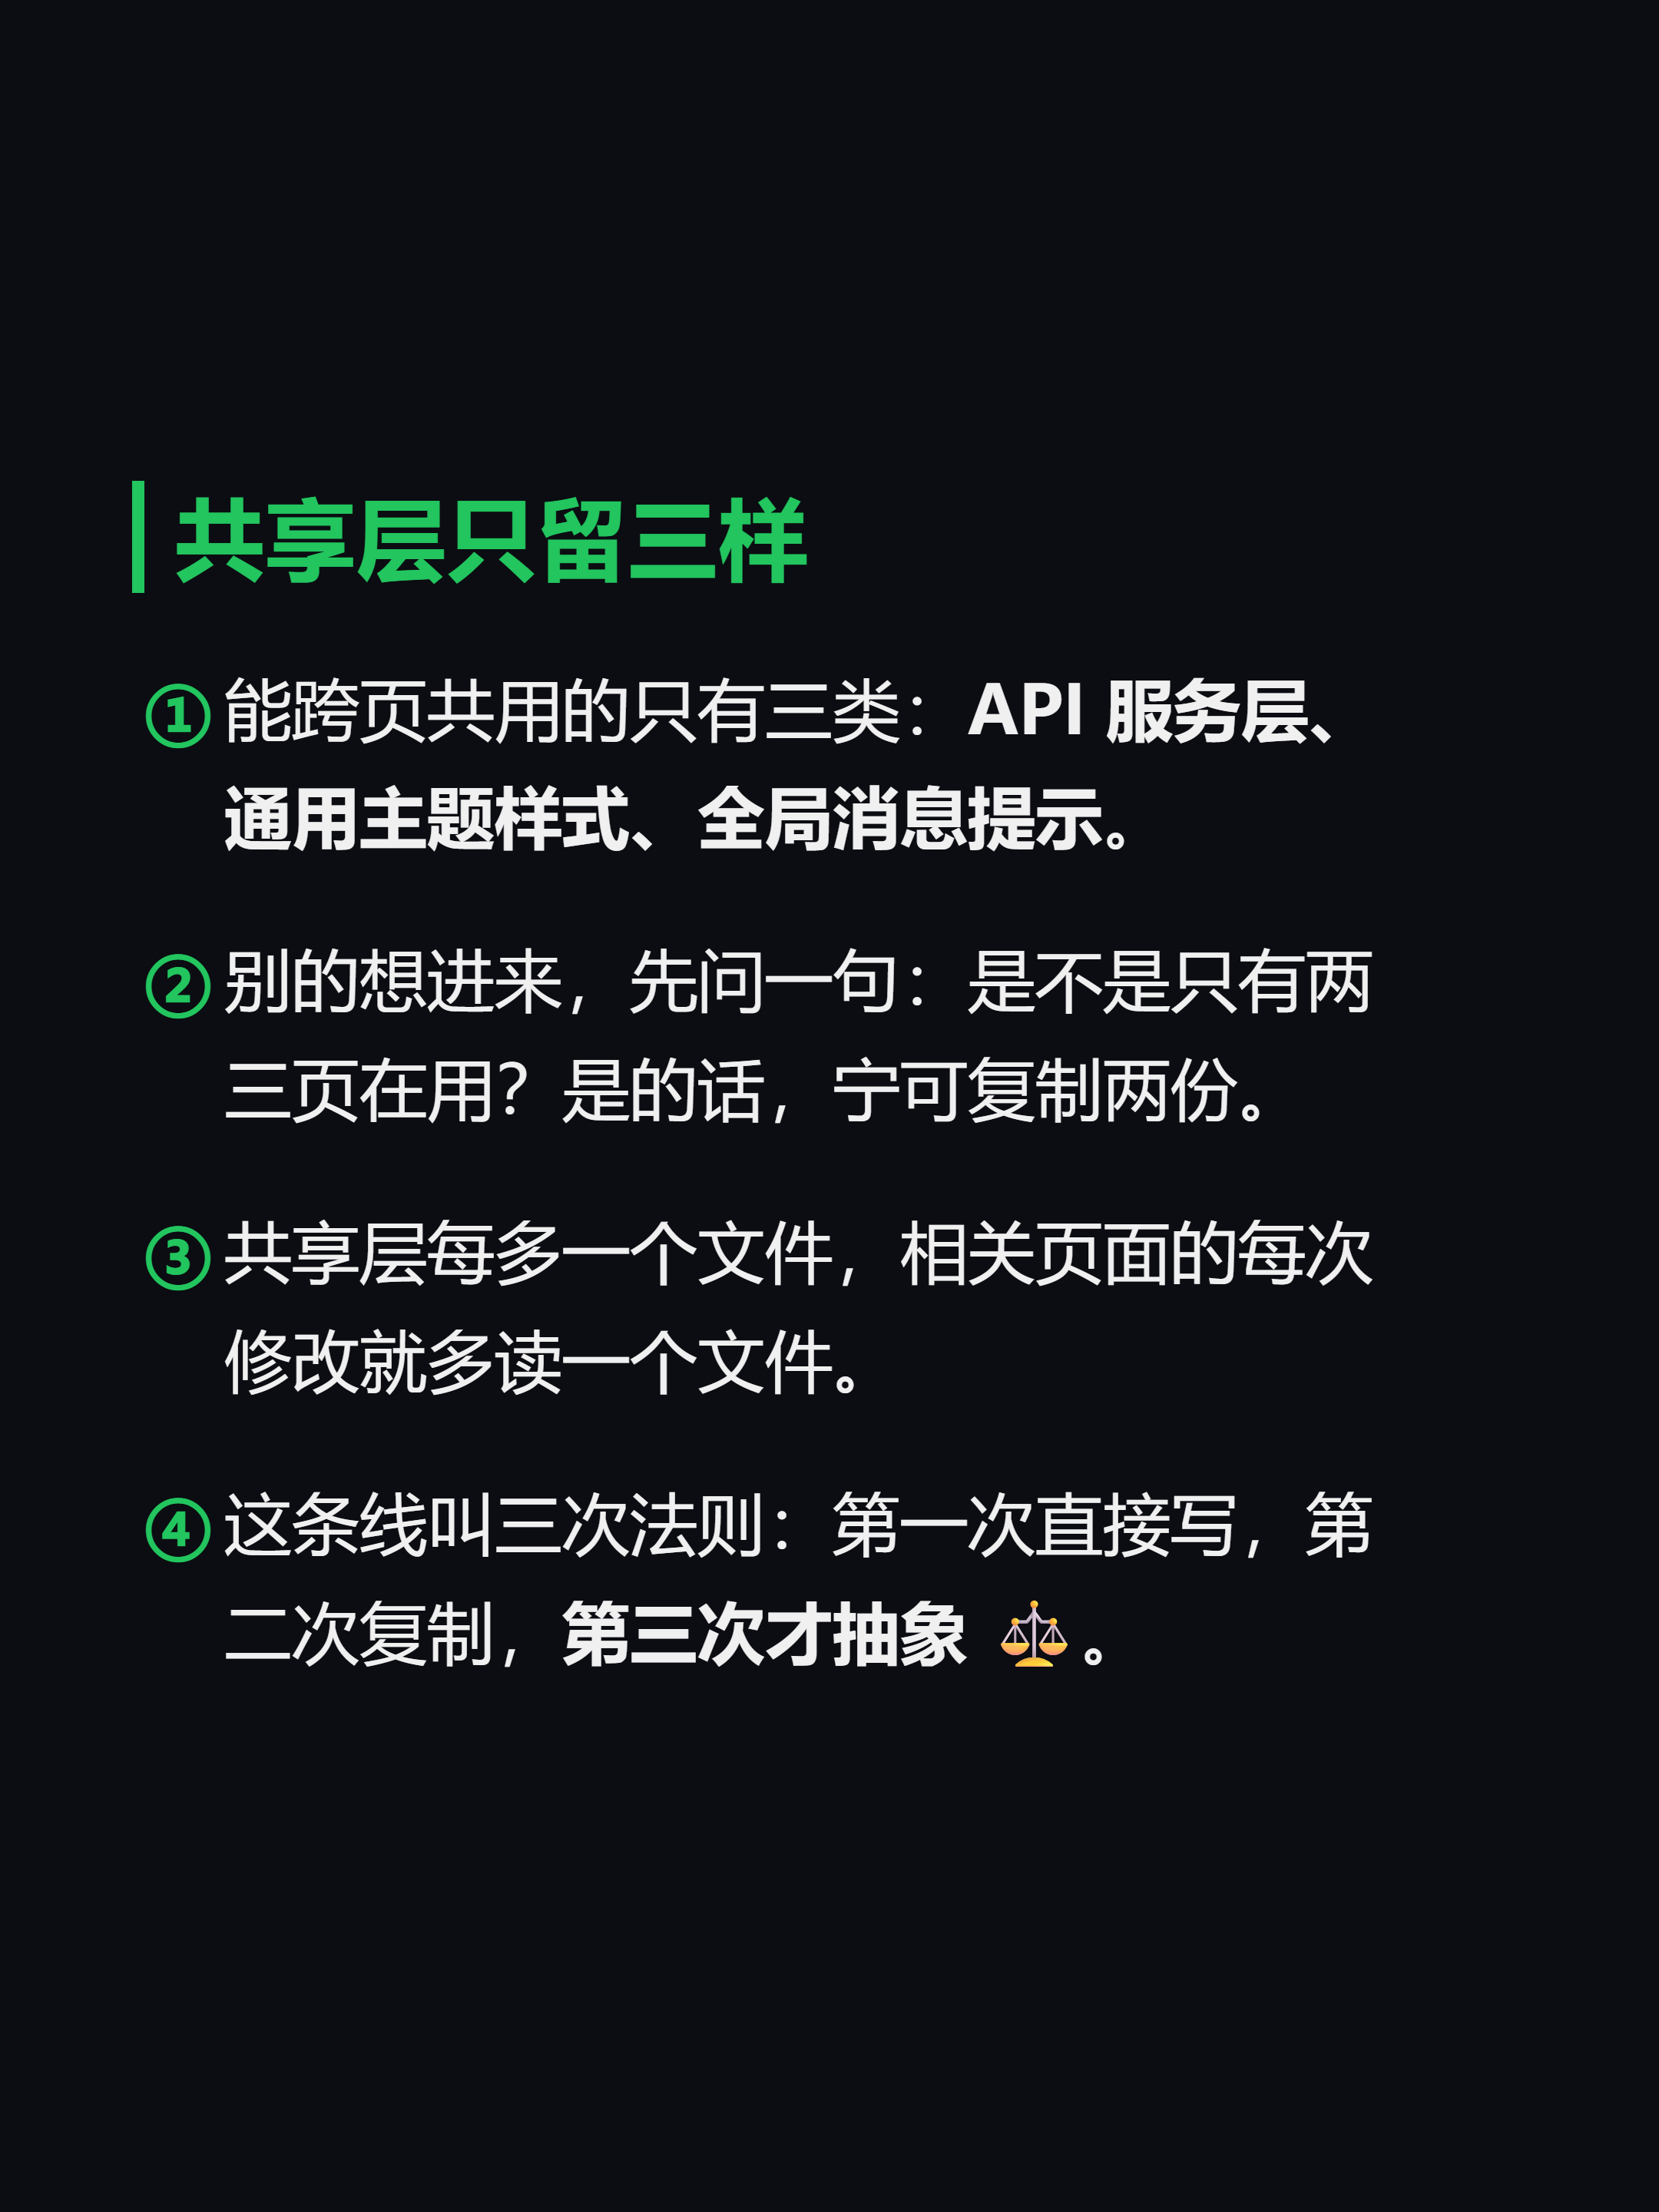 共享层只留三样
① 能跨页共用的只有三类：API 服务层、
通用主题样式、全局消息提示。
② 别的想进来，先问一句：是不是只有两
三页在用？是的话，宁可复制两份。
③ 共享层每多一个文件，相关页面的每次
修改就多读一个文件。
④ 这条线叫三次法则：第一次直接写，第
二次复制，第三次才抽象 ⚖️。